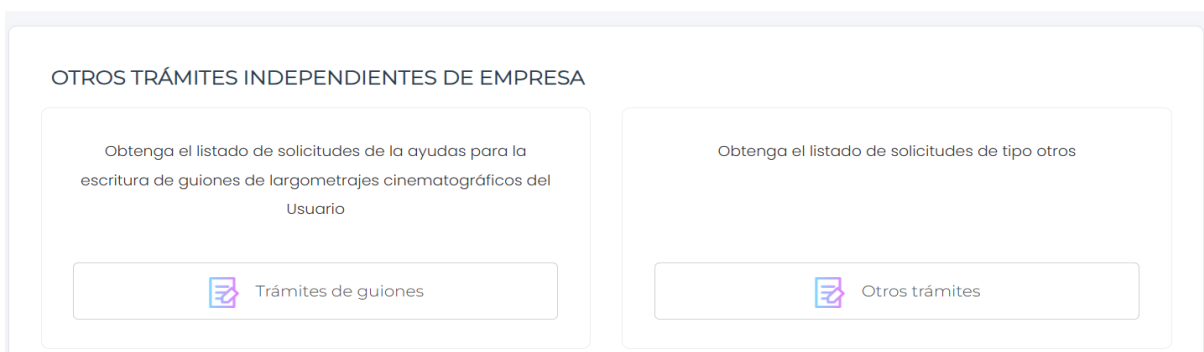 OTROS TRÁMITES INDEPENDIENTES DE EMPRESA
Obtenga el listado de solicitudes de la ayudas para la
escritura de guiones de largometrajes cinematográficos del
Usuario
Trámites de guiones
Obtenga el listado de solicitudes de tipo otros
Otros trámites